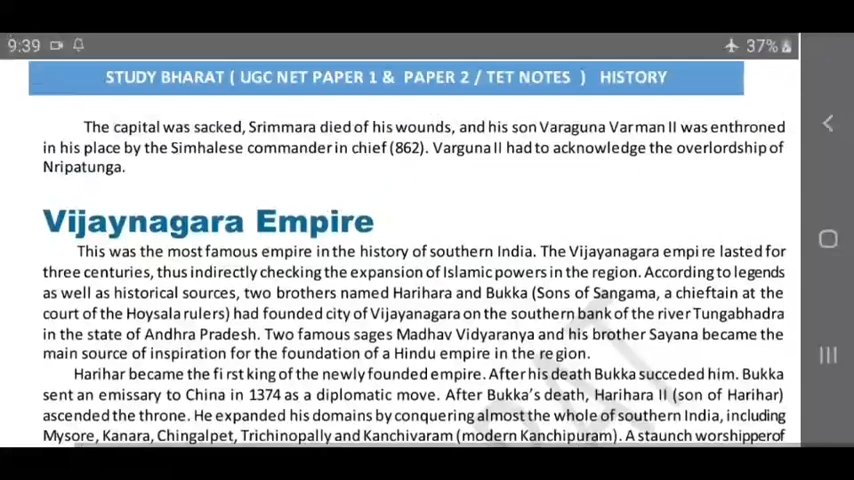 9:39
37%
STUDY BHARAT ( UGC NET PAPER 1 & PAPER 2 / TET NOTES ) HISTORY
The capital was sacked, Srimmara died of his wounds, and his son Varaguna Varman II was enthroned
in his place by the Simhalese commander in chief (862). Varguna II had to acknowledge the overlordship of
Nripatunga.
Vijaynagara Empire
This was the most famous empire in the history of southern India. The Vijayanagara empire lasted for
three centuries, thus indirectly checking the expansion of Islamic powers in the region. According to legends
as well as historical sources, two brothers named Harihara and Bukka (Sons of Sangama, a chieftain at the
court of the Hoysala rulers) had founded city of Vijayanagara on the southern bank of the river Tungabhadra
in the state of Andhra Pradesh. Two famous sages Madhav Vidyaranya and his brother Sayana became the
main source of inspiration for the foundation of a Hindu empire in the region.
Harihar became the first king of the newly founded empire. After his death Bukka succeded him. Bukka
sent an emissary to China in 1374 as a diplomatic move. After Bukka's death, Harihara II (son of Harihar)
ascended the throne. He expanded his domains by conquering almost the whole of southern India, including
Mysore, Kanara, Chingalpet, Trichinopally and Kanchivaram (modern Kanchipuram). A staunch worshipper of